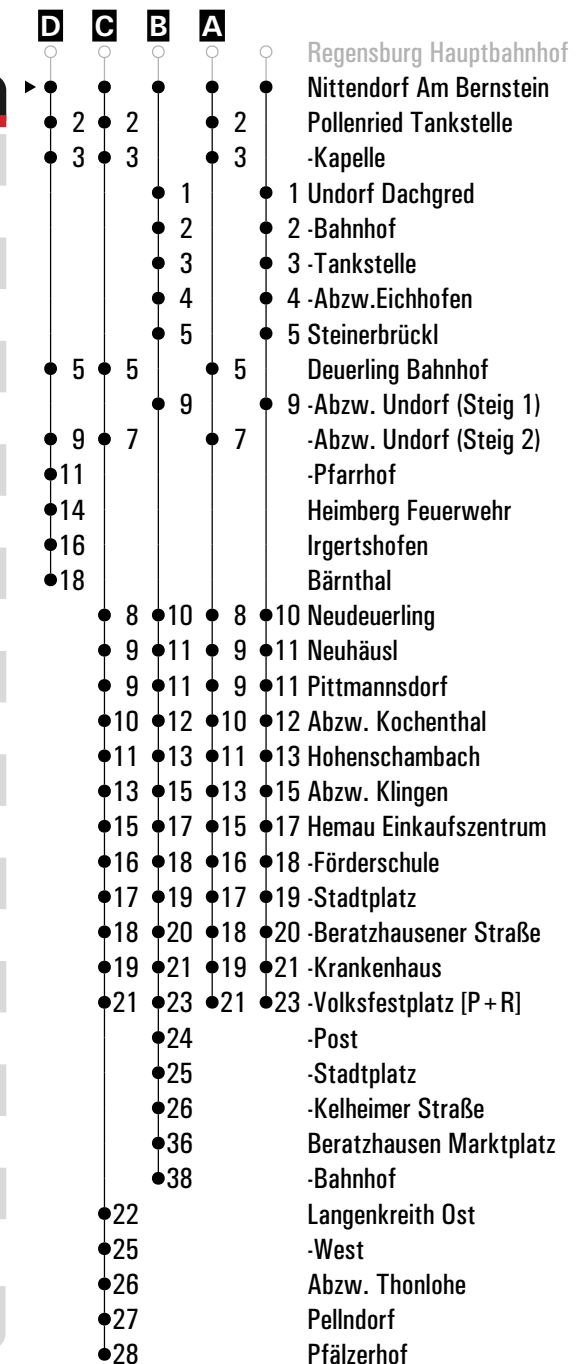 D C B A
Regensburg Hauptbahnhof
Nittendorf Am Bernstein
2 2 2 Pollenried Tankstelle
3 3 3 -Kapelle
1 1 Undorf Dachgred
2 2 -Bahnhof
3 3 -Tankstelle
4 4 -Abzw.Eichhofen
5 5 Steinerbrückl
5 5 5 Deuerling Bahnhof
9 9 -Abzw. Undorf (Steig 1)
9 7 7 -Abzw. Undorf (Steig 2)
11 -Pfarrhof
14 Heimberg Feuerwehr
16 Irgertshofen
18 Bärnthal
8 10 8 10 Neudeuerling
9 11 9 11 Neuhäusl
9 11 9 11 Pittmannsdorf
10 12 10 12 Abzw. Kochenthal
11 13 11 13 Hohenschambach
13 15 13 15 Abzw. Klingen
15 17 15 17 Hemau Einkaufszentrum
16 18 16 18 -Förderschule
17 19 17 19 -Stadtplatz
18 20 18 20 -Beratzhausener Straße
19 21 19 21 -Krankenhaus
21 23 21 23 -Volksfestplatz [P+R]
24 -Post
25 -Stadtplatz
26 -Kelheimer Straße
36 Beratzhausen Marktplatz
38 -Bahnhof
22 Langenkreith Ost
25 -West
26 Abzw. Thonlohe
27 Pellndorf
28 Pfälzerhof